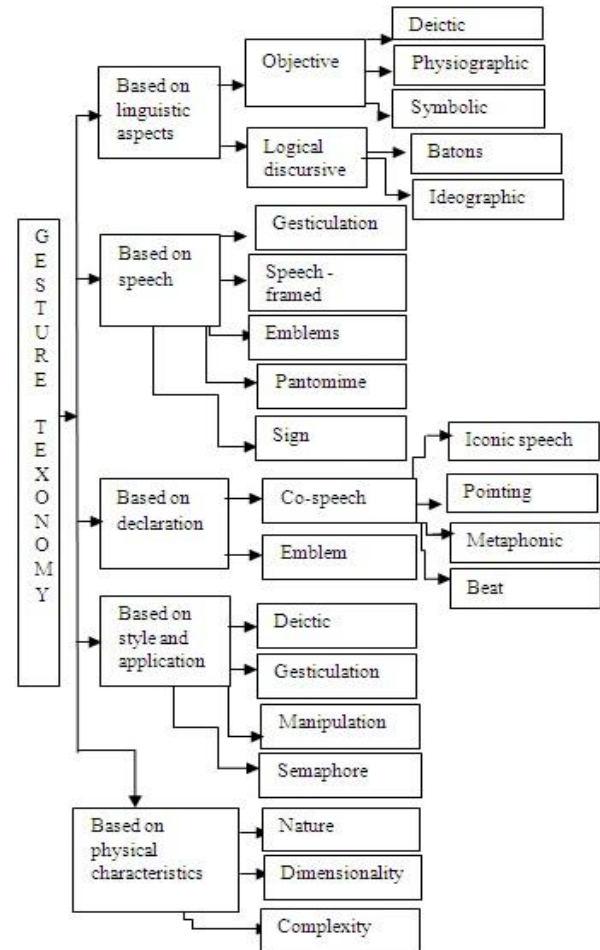 GESTURE TEXONOMY
Based on
linguistic
aspects
Objective
Deictic
Physiographic
Symbolic
Logical
discursive
Batons
Ideographic
Based on
speech
Gesticulation
Speech -
framed
Emblems
Pantomime
Sign
Based on
declaration
Co-speech
Iconic speech
Pointing
Metaphonic
Beat
Emblem
Based on
style and
application
Deictic
Gesticulation
Manipulation
Semaphore
Based on
physical
characteristics
Nature
Dimensionality
Complexity